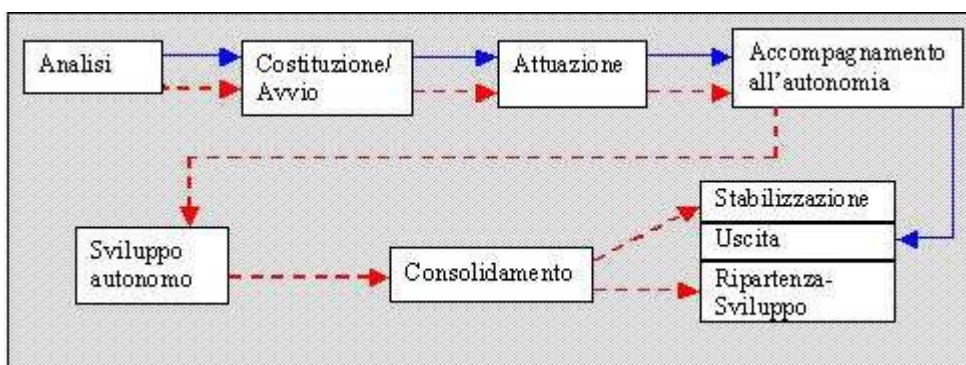 Analisi
Costituzione/
Avvio
Attuazione
Accompagnamento
all'autonomia
Sviluppo
autonomo
Consolidamento
Stabilizzazione
Uscita
Ripartenza-
Sviluppo